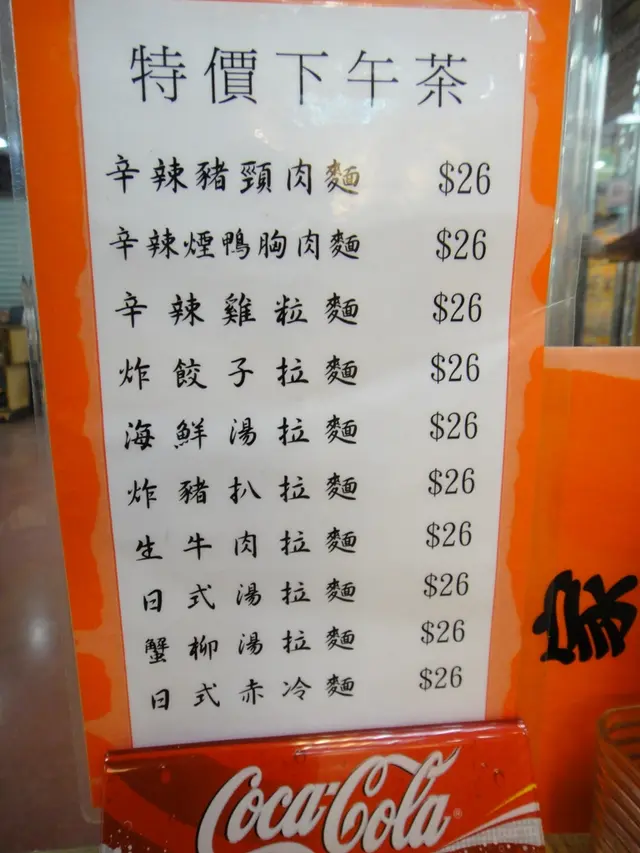 特價下午茶
辛辣豬頸肉麵 $26
辛辣煙鴨胸肉麵 $26
辛辣雞粒麵 $26
炸餃子拉麵 $26
海鮮湯拉麵 $26
炸豬扒拉麵 $26
生牛肉拉麵 $26
日式湯拉麵 $26
蟹柳湯拉麵 $26
日式赤冷麵 $26
家
Coca-Cola®